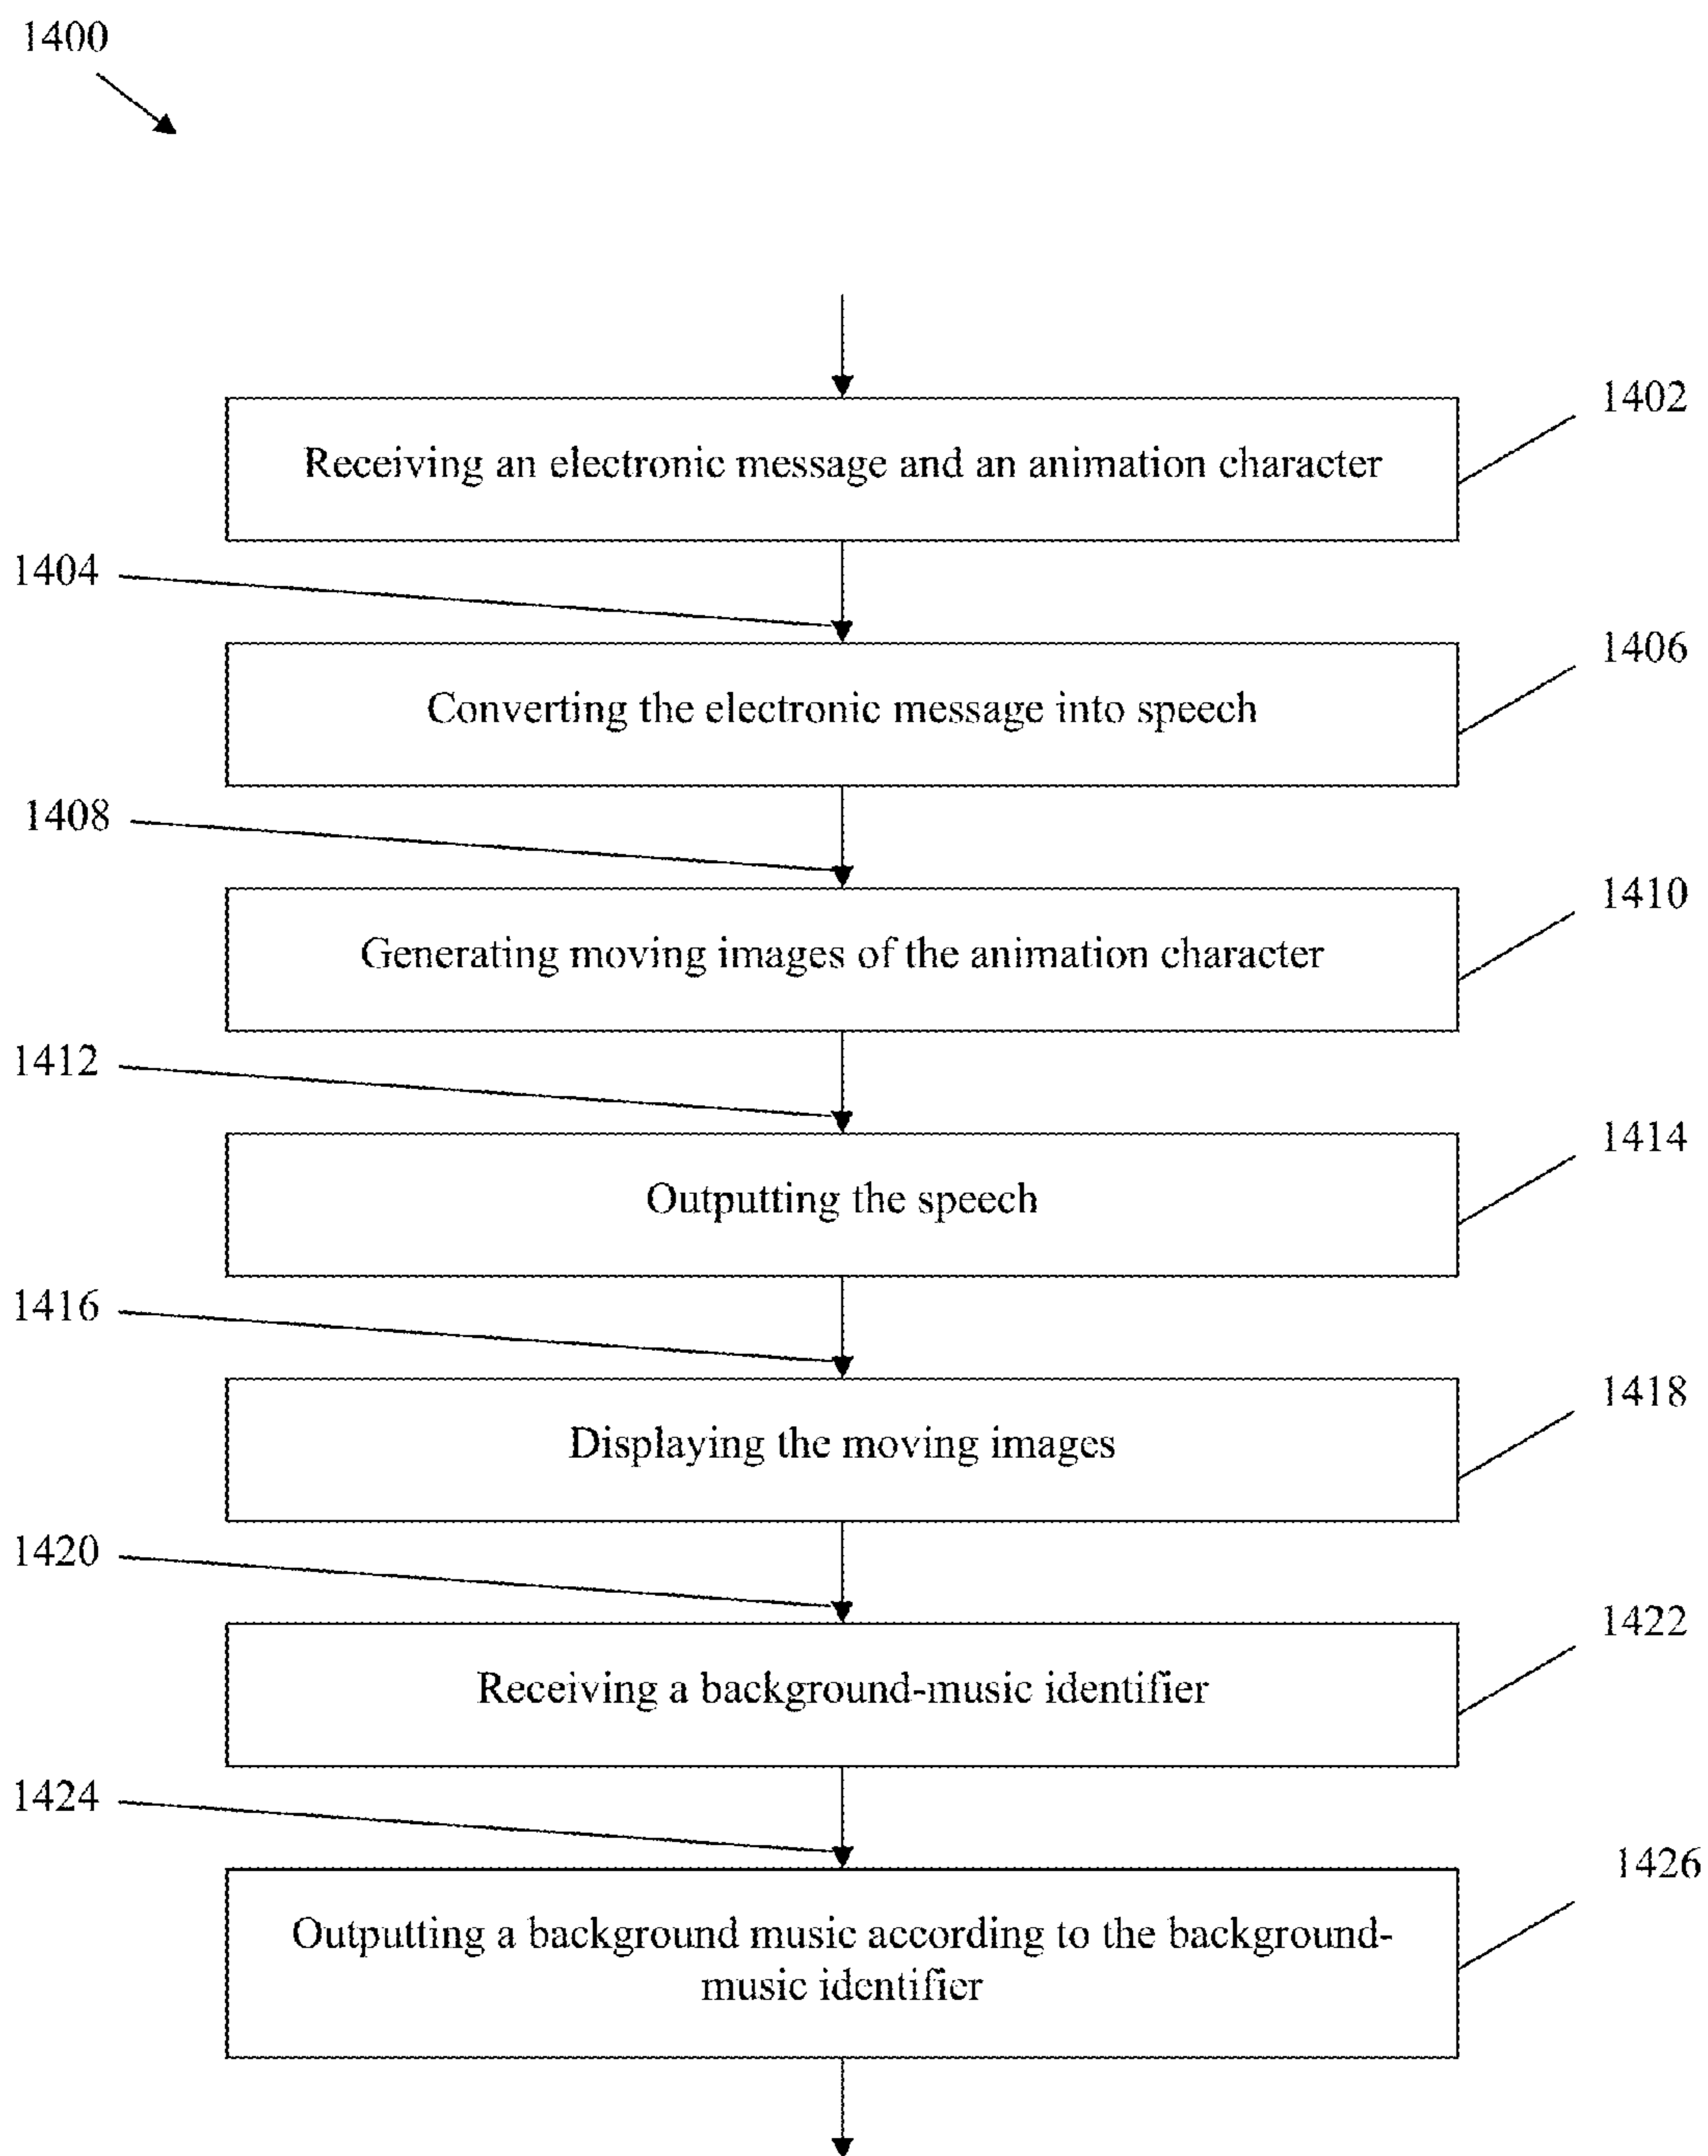 1400
1402
Receiving an electronic message and an animation character
1404
1406
Converting the electronic message into speech
1408
1410
Generating moving images of the animation character
1412
1414
Outputting the speech
1416
1418
Displaying the moving images
1420
1422
Receiving a background-music identifier
1424
1426
Outputting a background music according to the background-
music identifier